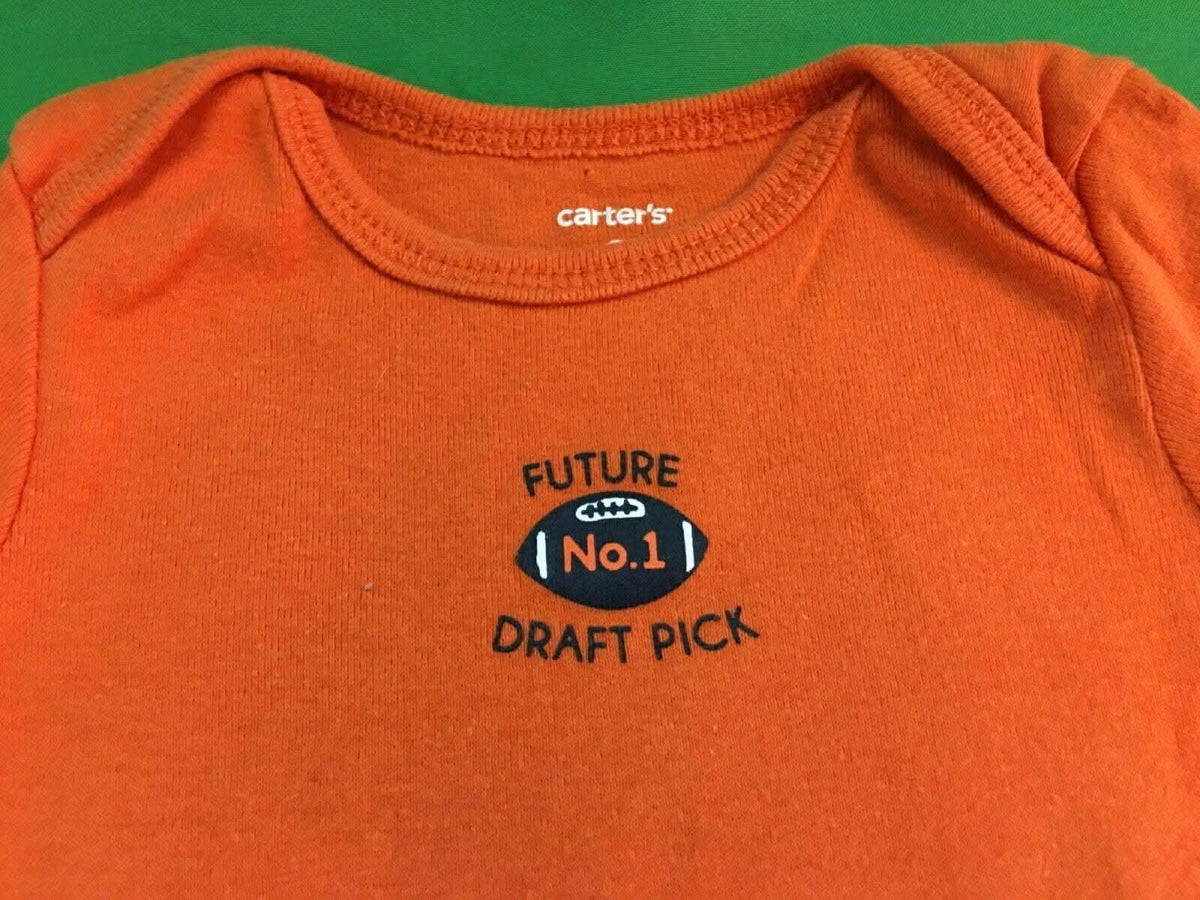 carter's
FUTURE
No.1
DRAFT PICK